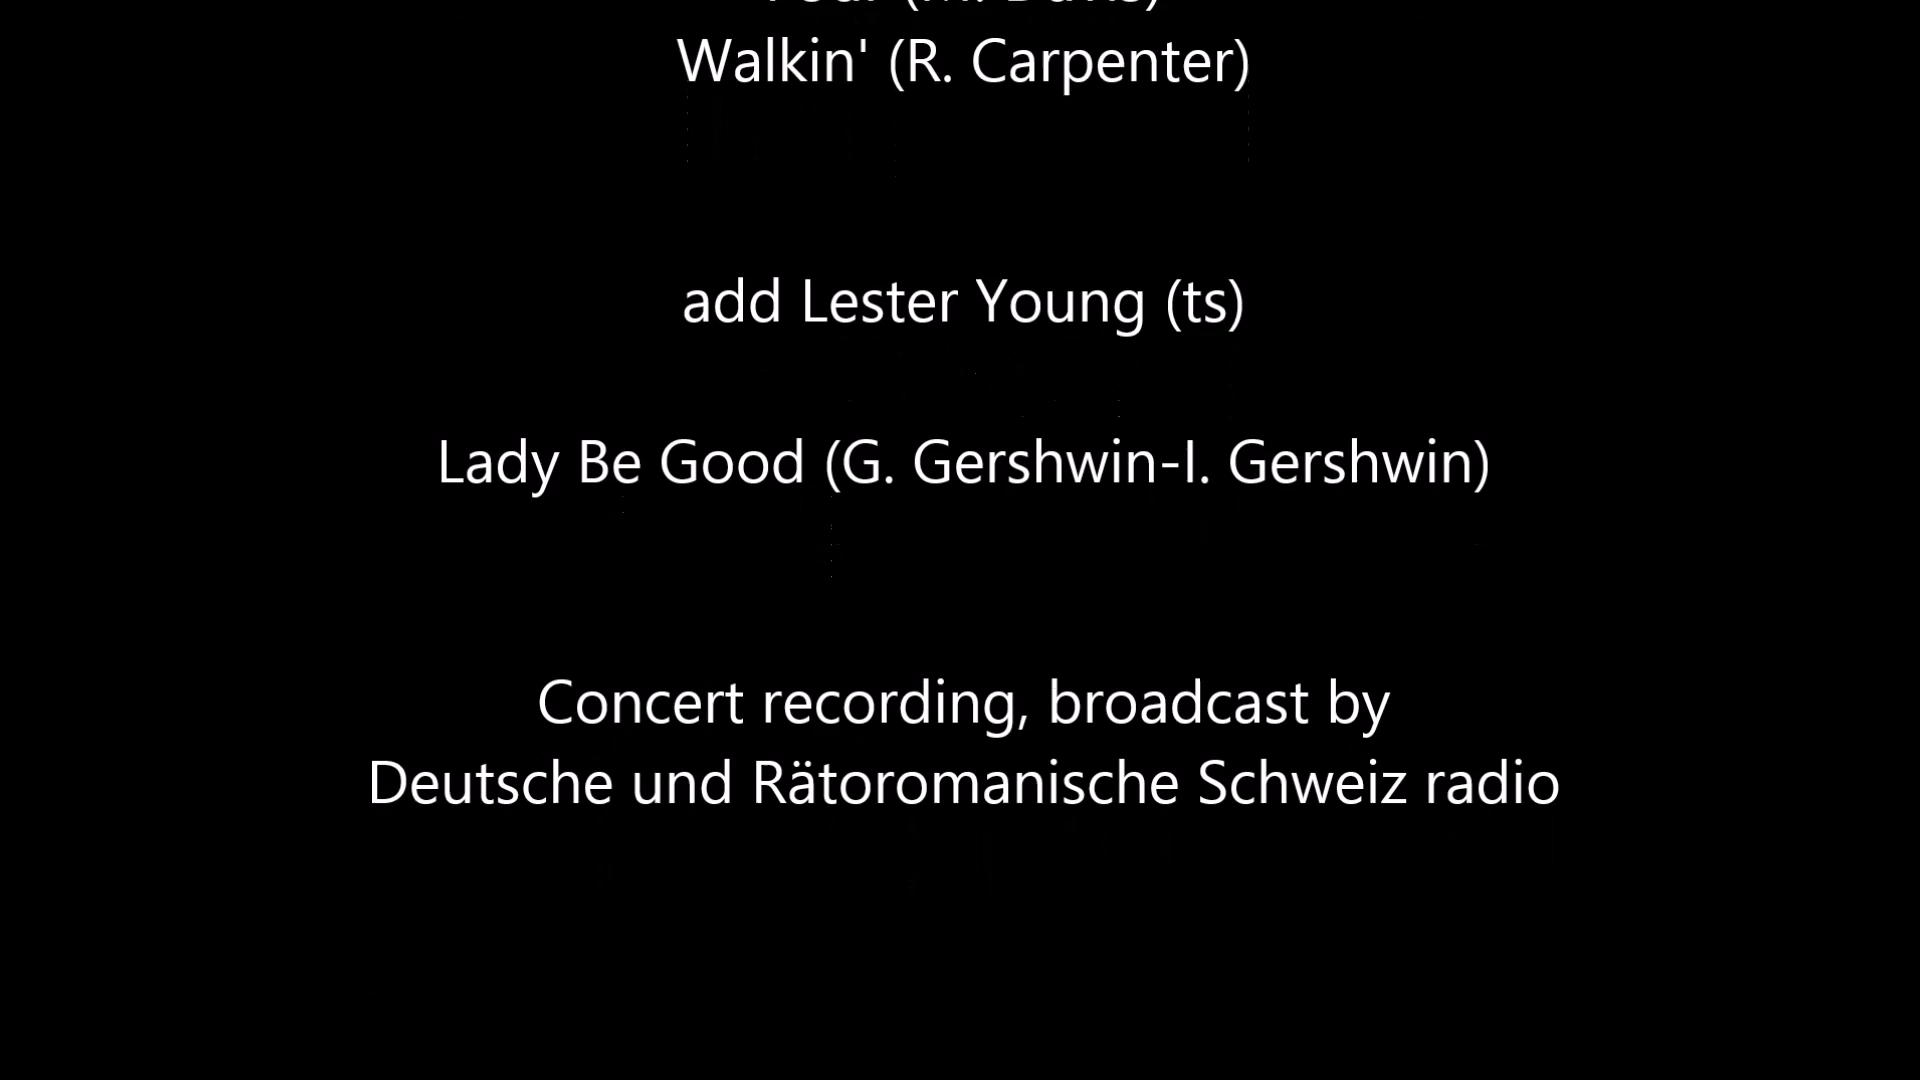 Walkin' (R. Carpenter)
add Lester Young (ts)
Lady Be Good (G. Gershwin-I. Gershwin)
Concert recording, broadcast by
Deutsche und Rätoromanische Schweiz radio